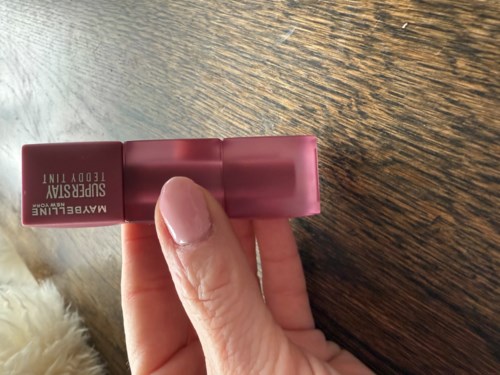 MAYBELLINE
NEW YORK
SUPERSTAY
TEDDY TINT